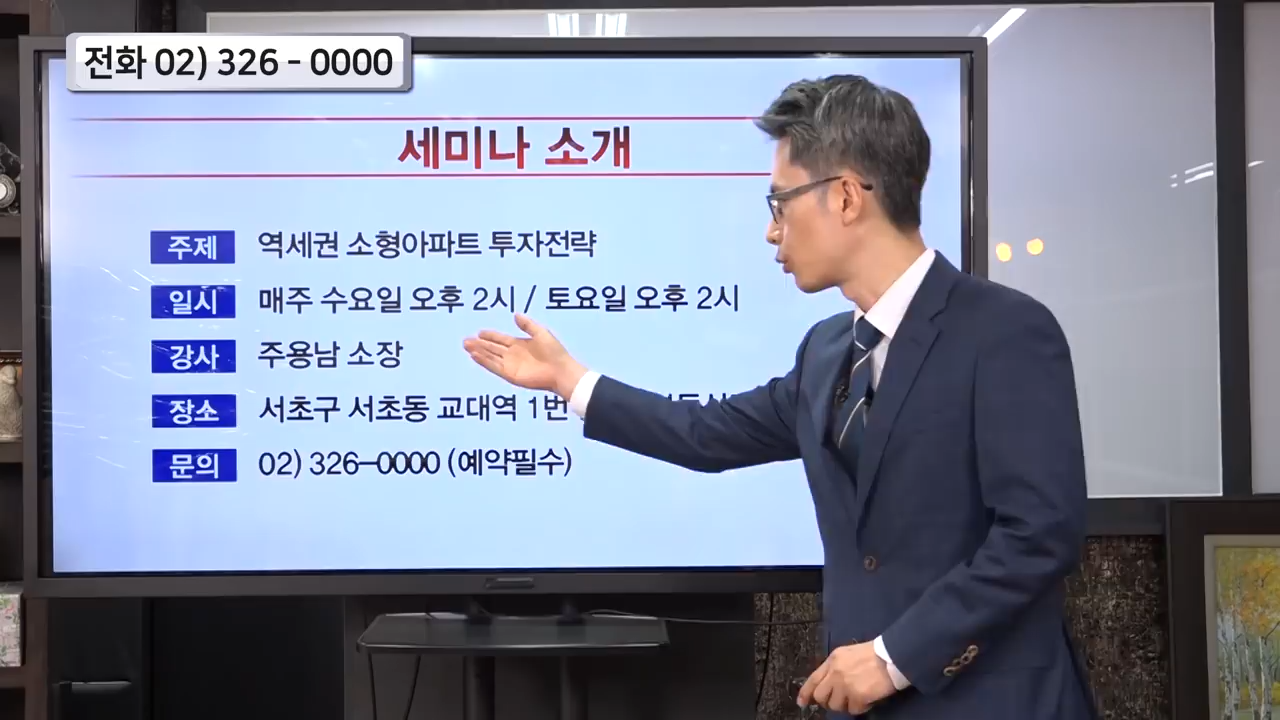 전화 02) 326 - 0000
세미나 소개
주제 역세권 소형아파트 투자전략
일시 매주 수요일 오후 2시 / 토요일 오후 2시
강사 주용남 소장
장소 서초구 서초동 교대역 1번
문의 02) 326-0000 (예약필수)